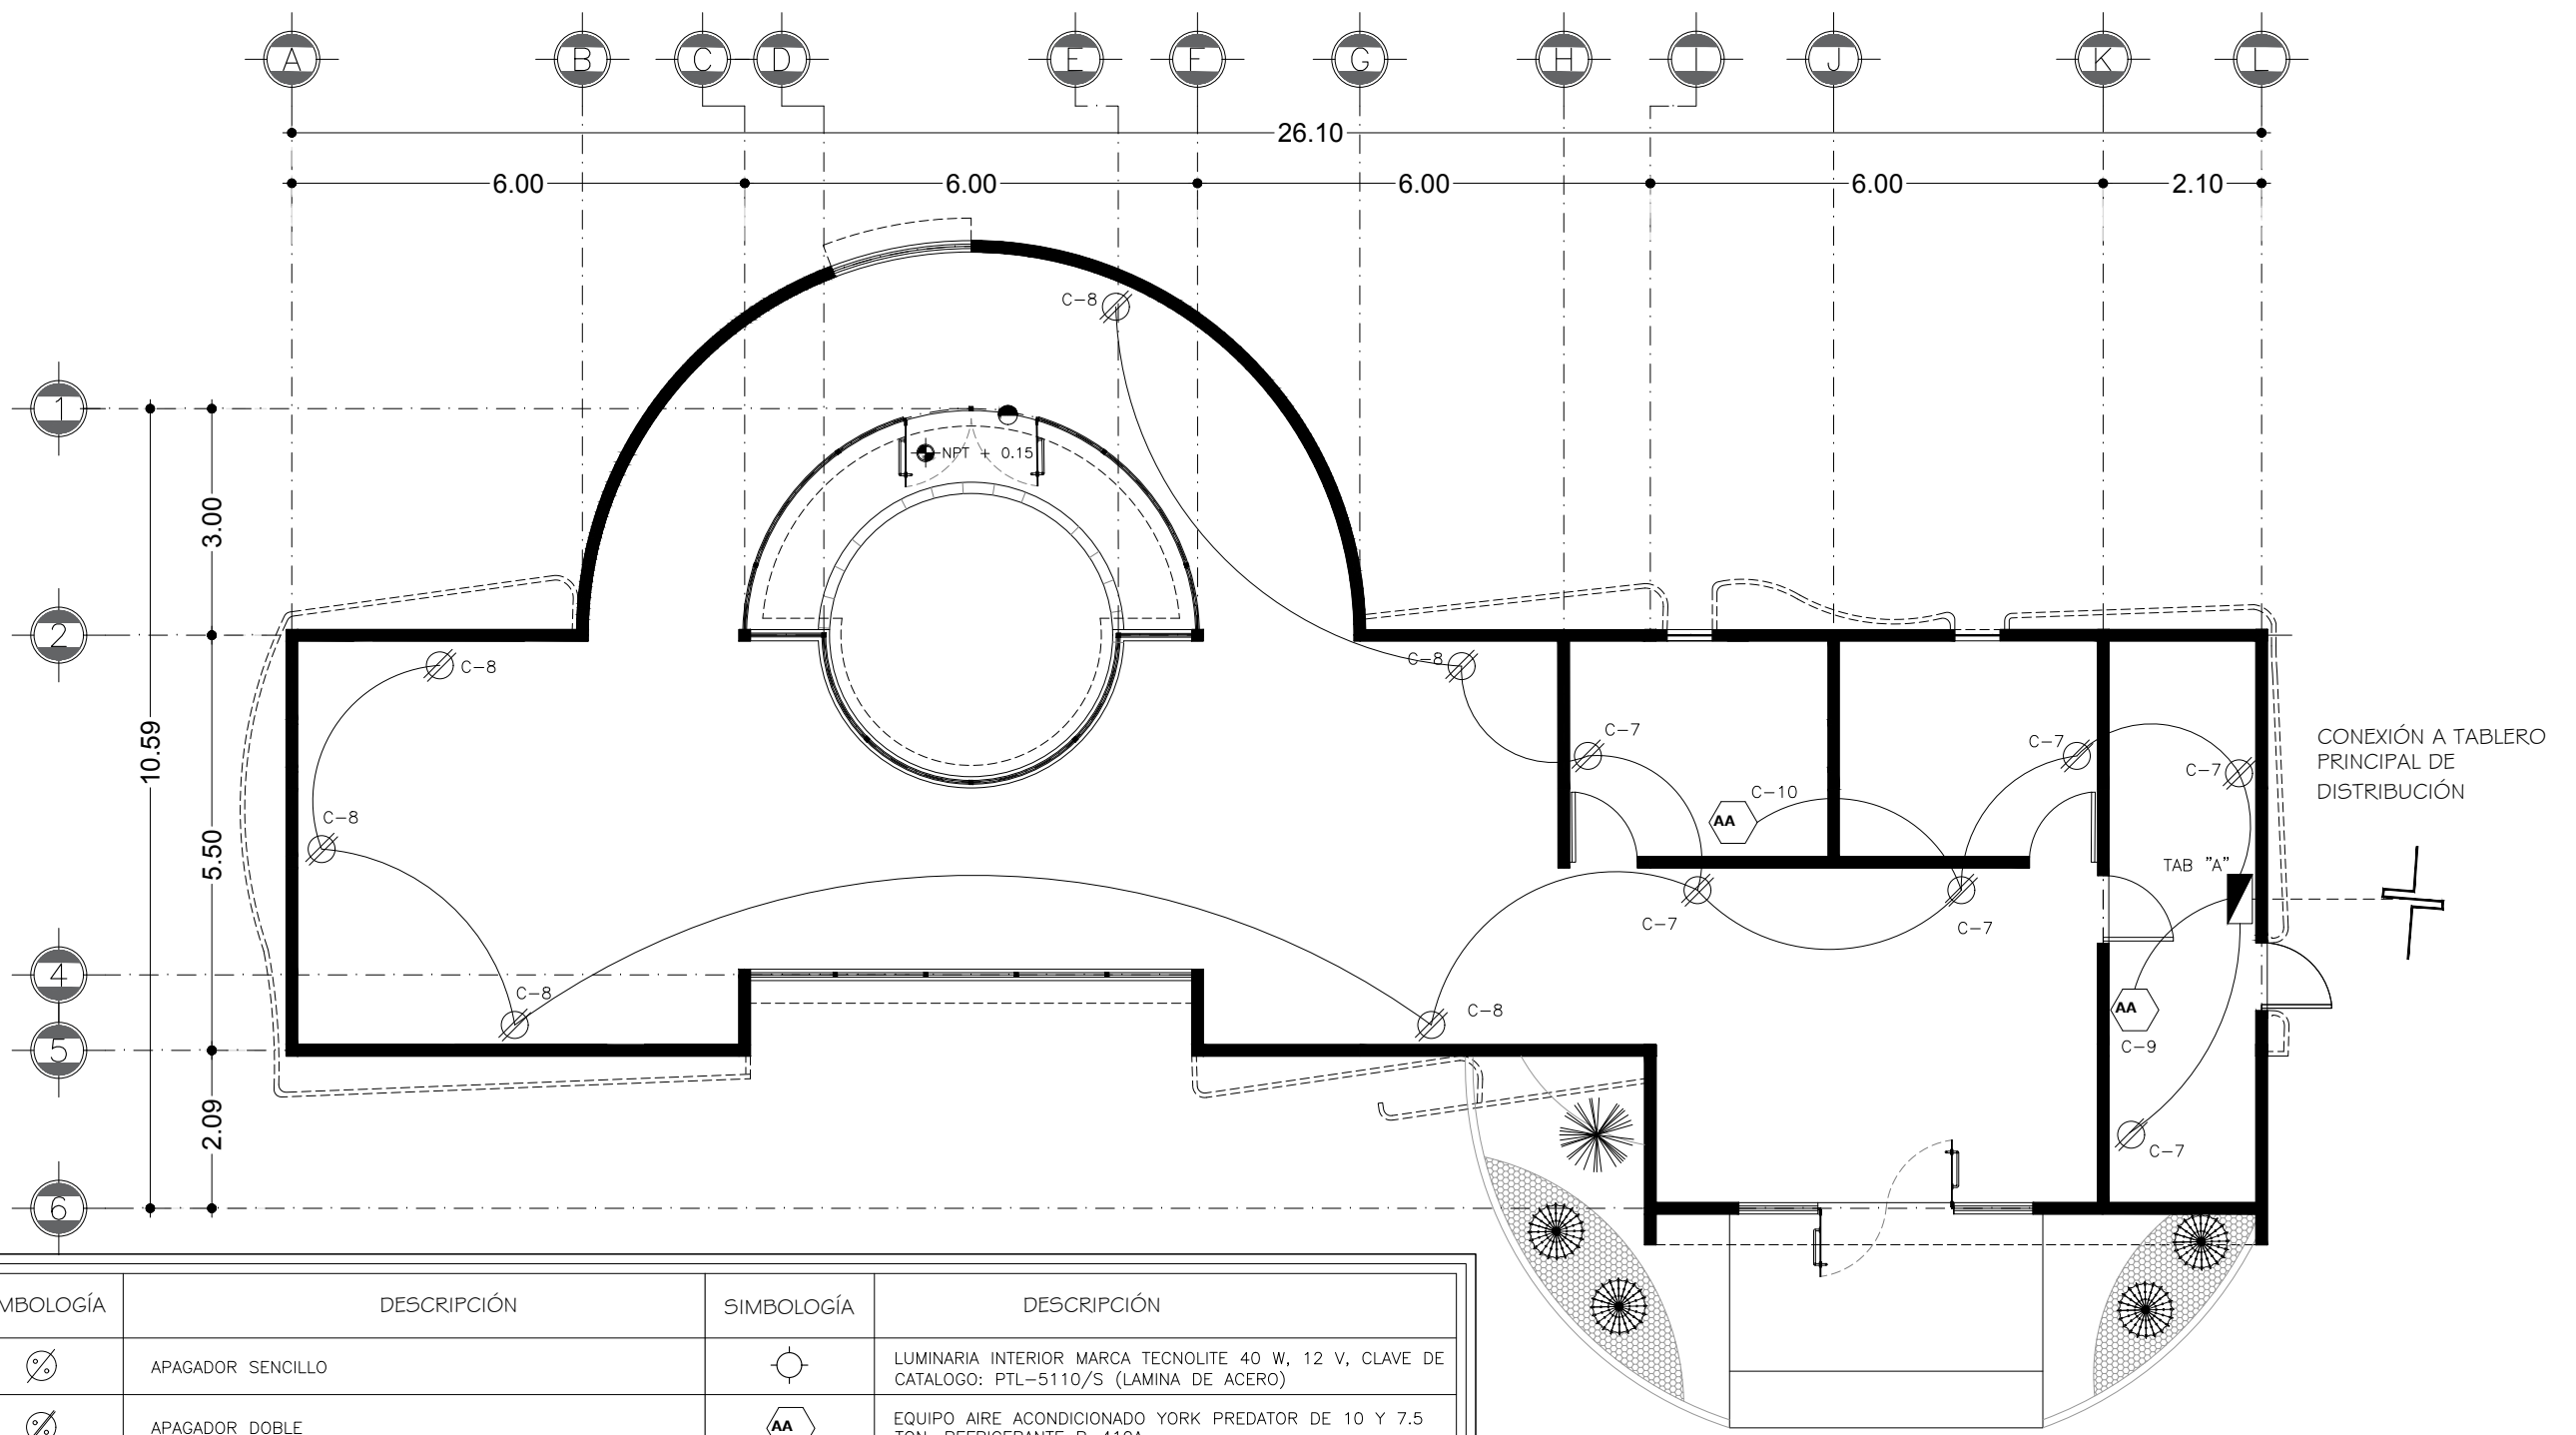 A B C D E F G H I J K L
26.10
6.00 6.00 6.00 6.00 2.10
C-8
1
NPT + 0.15
3.00
2
C-8
C-8
C-7
C-7
C-7
CONEXIÓN A TABLERO
PRINCIPAL DE
DISTRIBUCIÓN
10.59
C-10
AA
C-8
5.50
TAB "A"
C-7
C-7
4
C-8
C-8
AA
5
C-9
2.09
C-7
6
MBOLOGÍA DESCRIPCIÓN SIMBOLOGÍA DESCRIPCIÓN
APAGADOR SENCILLO
LUMINARIA INTERIOR MARCA TECNOLITE 40 W, 12 V, CLAVE DE
CATALOGO: PTL-5110/S (LAMINA DE ACERO)
APAGADOR DOBLE
AA
EQUIPO AIRE ACONDICIONADO YORK PREDATOR DE 10 Y 7.5